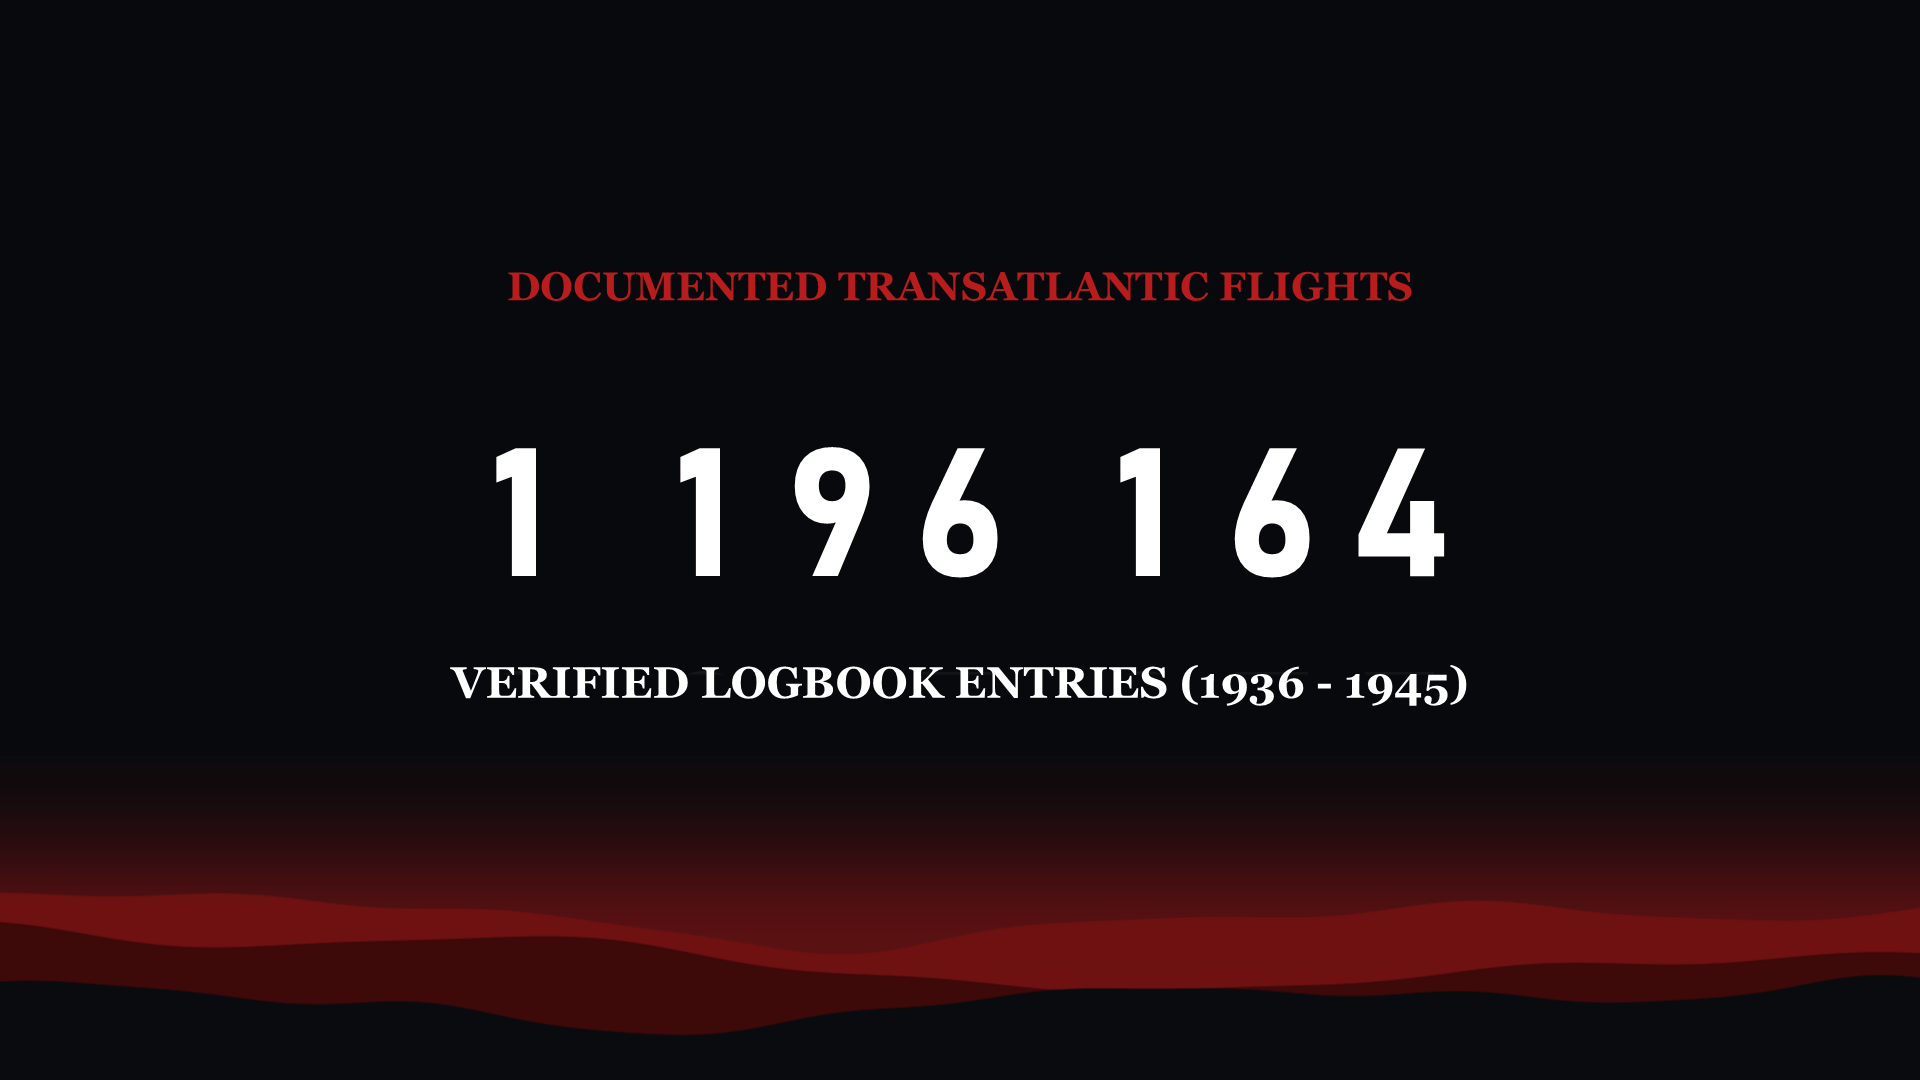 DOCUMENTED TRANSATLANTIC FLIGHTS
1 196 164
VERIFIED LOGBOOK ENTRIES (1936 - 1945)